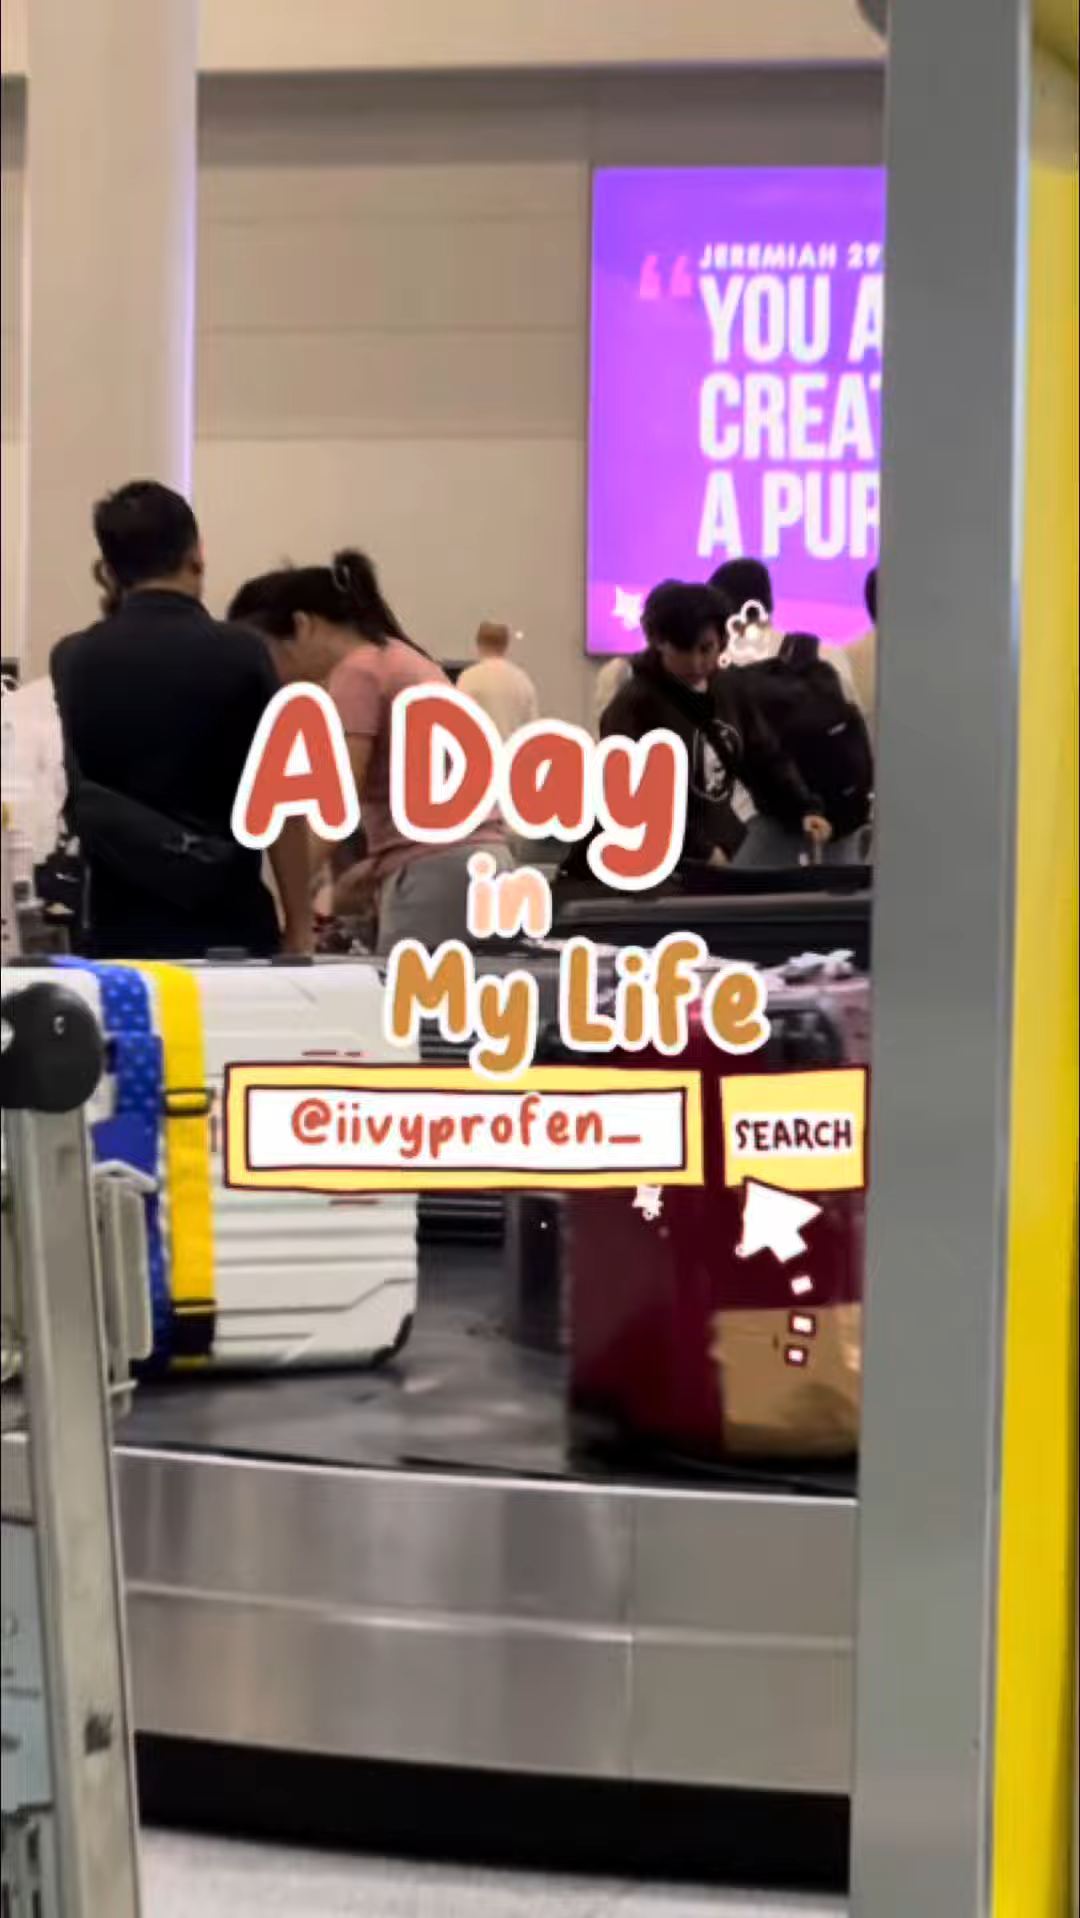 JEREMIAH 29
YOU A
CREAT
A PUR
A Day
in
My Life
@iivyprofen_
SEARCH